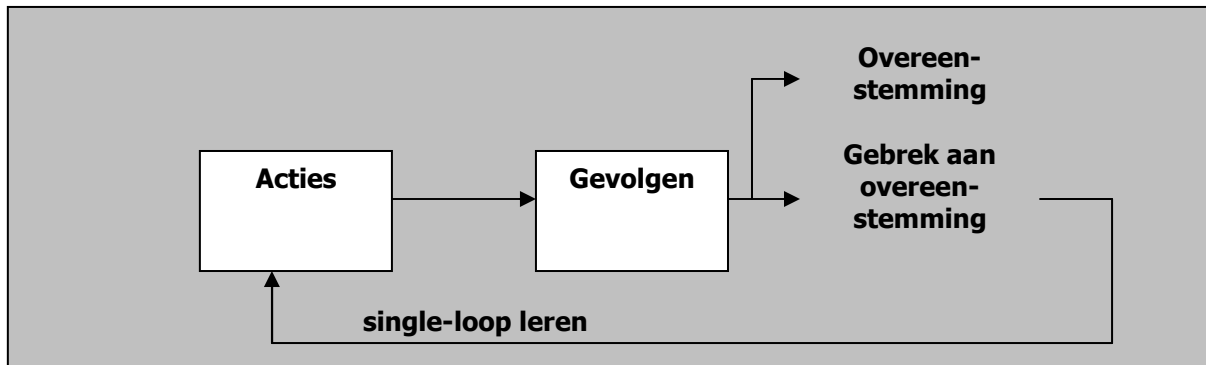 Overeen-
stemming
Acties
Gevolgen
Gebrek aan
overeen-
stemming
single-loop leren